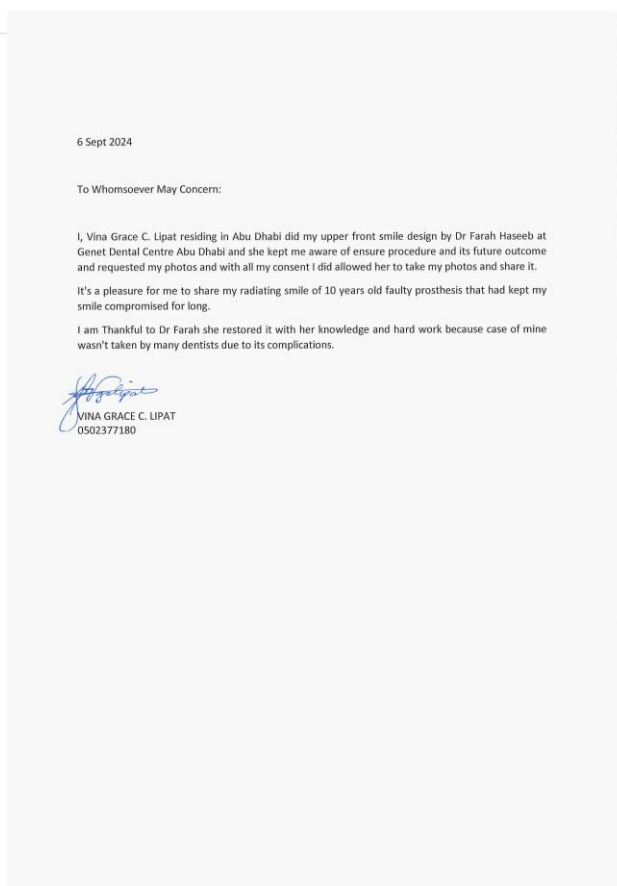 6 Sept 2024
To Whomsoever May Concern:
I, Vina Grace C. Lipat residing in Abu Dhabi did my upper front smile design by Dr Farah Haseeb at
Genet Dental Centre Abu Dhabi and she kept me aware of ensure procedure and its future outcome
and requested my photos and with all my consent I did allowed her to take my photos and share it.
It's a pleasure for me to share my radiating smile of 10 years old faulty prosthesis that had kept my
smile compromised for long.
I am Thankful to Dr Farah she restored it with her knowledge and hard work because case of mine
wasn't taken by many dentists due to its complications.
VINA GRACE C. LIPAT
0502377180